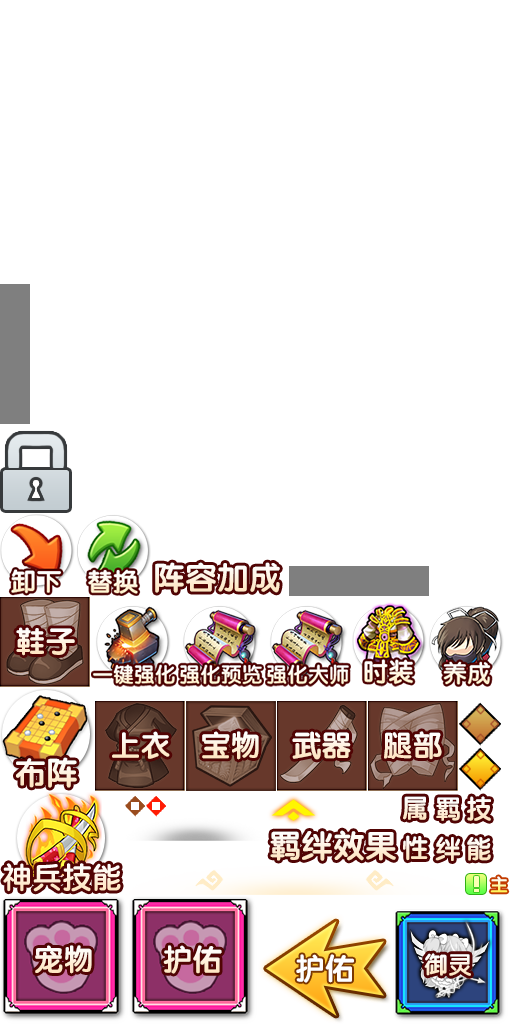 卸下
替换
阵容加成
鞋子
一键强化
强化预览
强化大师
时装
养成
布阵
上衣
宝物
武器
腿部
神兵技能
羁绊效果
属性
羁绊
技能
!主
宠物
护佑
护佑
御灵